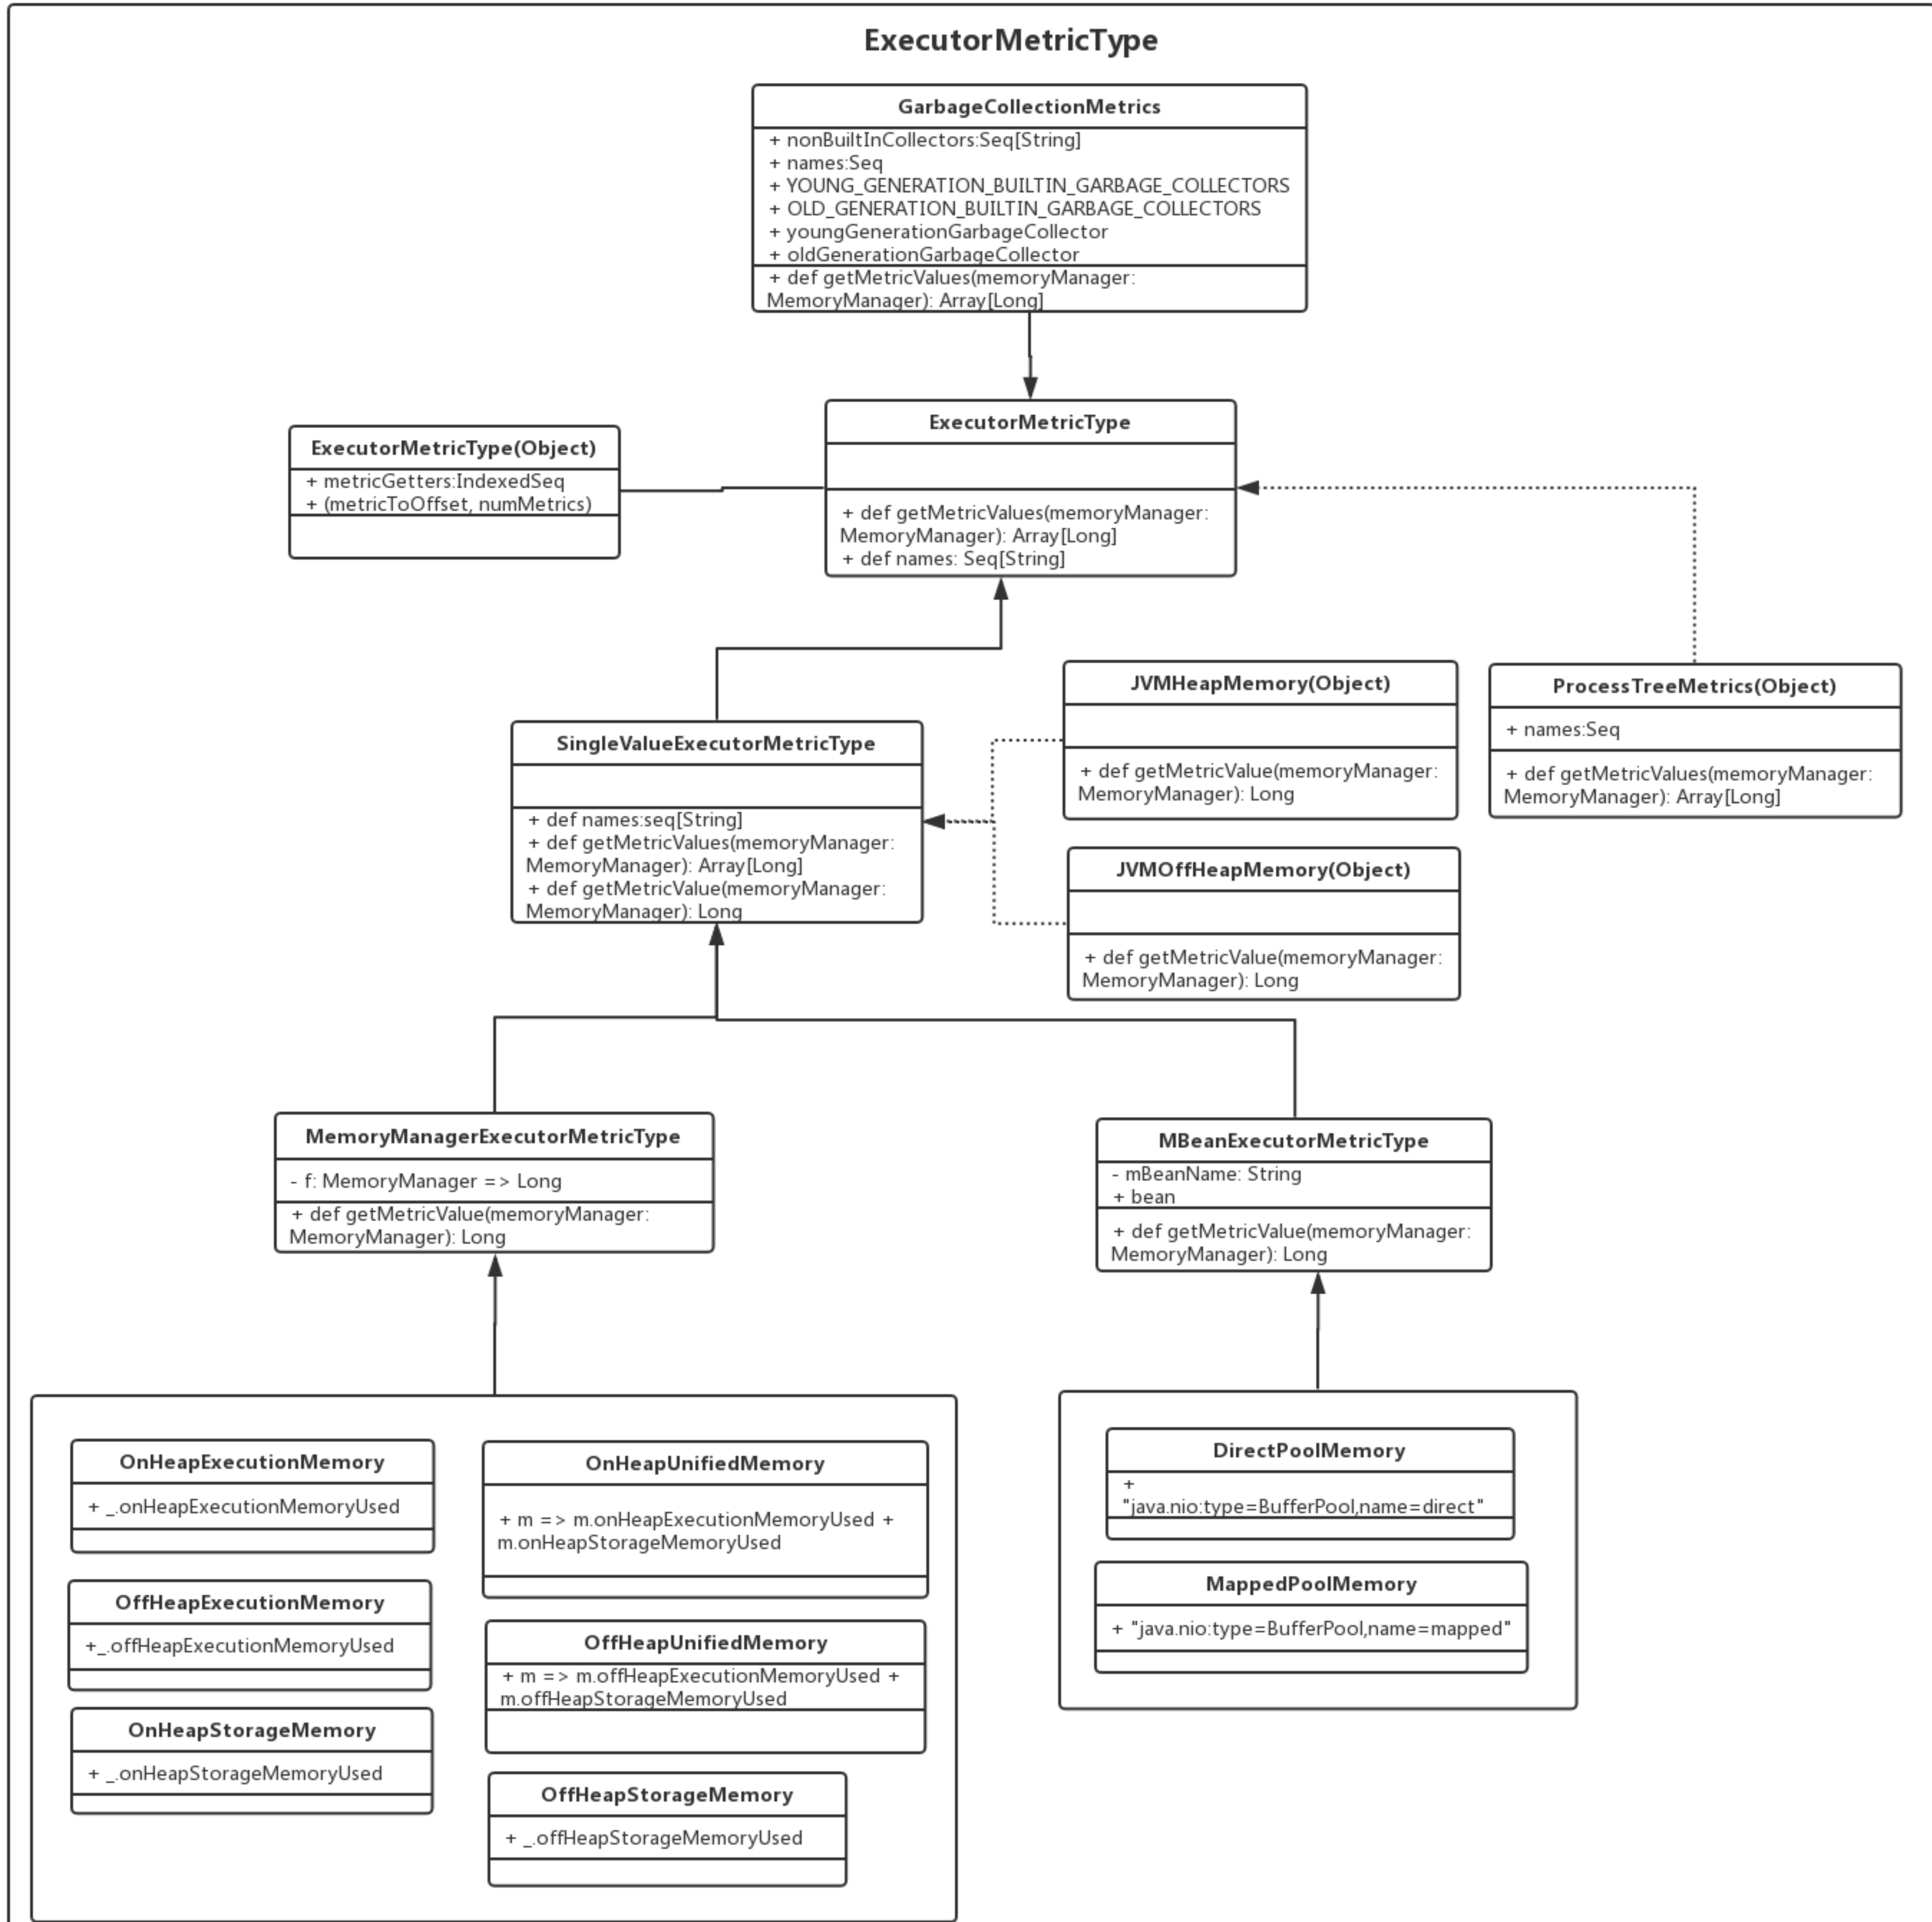 ExecutorMetricType
GarbageCollectionMetrics
+ nonBuiltInCollectors:Seq[String]
+ names:Seq
+ YOUNG_GENERATION_BUILTIN_GARBAGE_COLLECTORS
+ OLD_GENERATION_BUILTIN_GARBAGE_COLLECTORS
+ youngGenerationGarbageCollector
+ oldGenerationGarbageCollector
+ def getMetricValues(memoryManager:
MemoryManager): Array[Long]
ExecutorMetricType(Object)
+ metricGetters:IndexedSeq
+ (metricToOffset, numMetrics)
ExecutorMetricType
+ def getMetricValues(memoryManager:
MemoryManager): Array[Long]
+ def names: Seq[String]
SingleValueExecutorMetricType
+ def names:seq[String]
+ def getMetricValues(memoryManager:
MemoryManager): Array[Long]
+ def getMetricValue(memoryManager:
MemoryManager): Long
JVMHeapMemory(Object)
+ def getMetricValue(memoryManager:
MemoryManager): Long
ProcessTreeMetrics(Object)
+ names:Seq
+ def getMetricValues(memoryManager:
MemoryManager): Array[Long]
JVMOffHeapMemory(Object)
+ def getMetricValue(memoryManager:
MemoryManager): Long
MemoryManagerExecutorMetricType
- f: MemoryManager => Long
+ def getMetricValue(memoryManager:
MemoryManager): Long
MBeanExecutorMetricType
- mBeanName: String
+ bean
+ def getMetricValue(memoryManager:
MemoryManager): Long
OnHeapExecutionMemory
+ _.onHeapExecutionMemoryUsed
OffHeapExecutionMemory
+_.offHeapExecutionMemoryUsed
OnHeapStorageMemory
+ _.onHeapStorageMemoryUsed
OnHeapUnifiedMemory
+ m => m.onHeapExecutionMemoryUsed +
m.onHeapStorageMemoryUsed
OffHeapUnifiedMemory
+ m => m.offHeapExecutionMemoryUsed +
m.offHeapStorageMemoryUsed
OffHeapStorageMemory
+ _.offHeapStorageMemoryUsed
DirectPoolMemory
+
"java.nio:type=BufferPool,name=direct"
MappedPoolMemory
+ "java.nio:type=BufferPool,name=mapped"